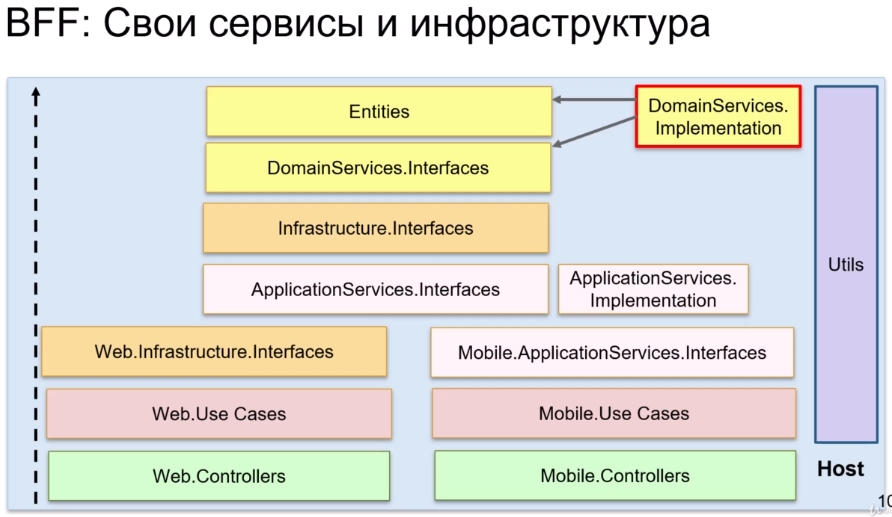 BFF: Свои сервисы и инфраструктура
Entities
DomainServices.
Implementation
DomainServices.Interfaces
Infrastructure.Interfaces
Utils
ApplicationServices.Interfaces
ApplicationServices.
Implementation
Web.Infrastructure.Interfaces
Mobile.ApplicationServices.Interfaces
Web.Use Cases
Mobile.Use Cases
Host
Web.Controllers
Mobile.Controllers
10